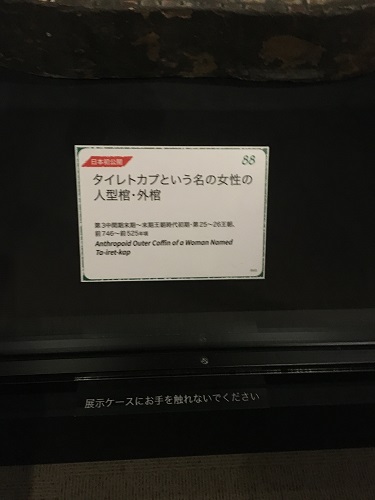 日本初公開
88
タイレトカプという名の女性の
人型棺・外棺
第3中間期末期～末期王朝時代初期・第25～26王朝、
前746～前525年頃
Anthropoid Outer Coffin of a Woman Named
Ta-iret-kap
展示ケースにお手を触れないでください